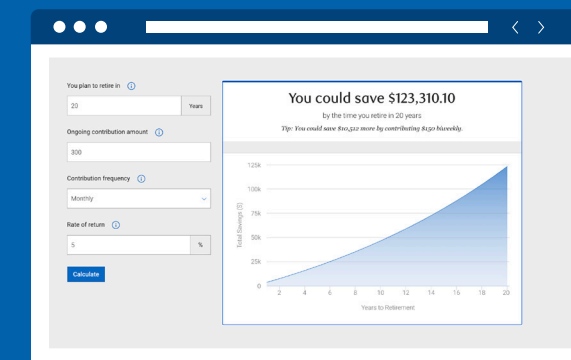 You plan to retire in
20
Years
Ongoing contribution amount
300
Contribution frequency
Monthly
Rate of return
5
%
Calculate
You could save $123,310.10
by the time you retire in 20 years
Tip: You could save $10,522 more by contributing $150 biweekly.
Total Savings ($)
125k
100k
75k
50k
25k
0
2 4 6 8 10 12 14 16 18 20
Years to Retirement